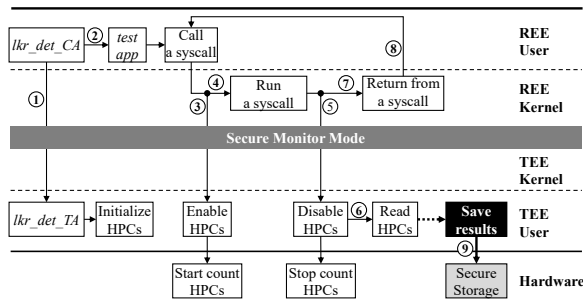 lkr_det_CA
②
test
app
Call
a syscall
⑧
REE
User
①
③
④
Run
a syscall
⑤
⑦
Return from
a syscall
REE
Kernel
Secure Monitor Mode
TEE
Kernel
lkr_det_TA
Initialize
HPCs
Enable
HPCs
Disable
HPCs
⑥
Read
HPCs
Save
results
TEE
User
⑨
Start count
HPCs
Stop count
HPCs
Secure
Storage
Hardware